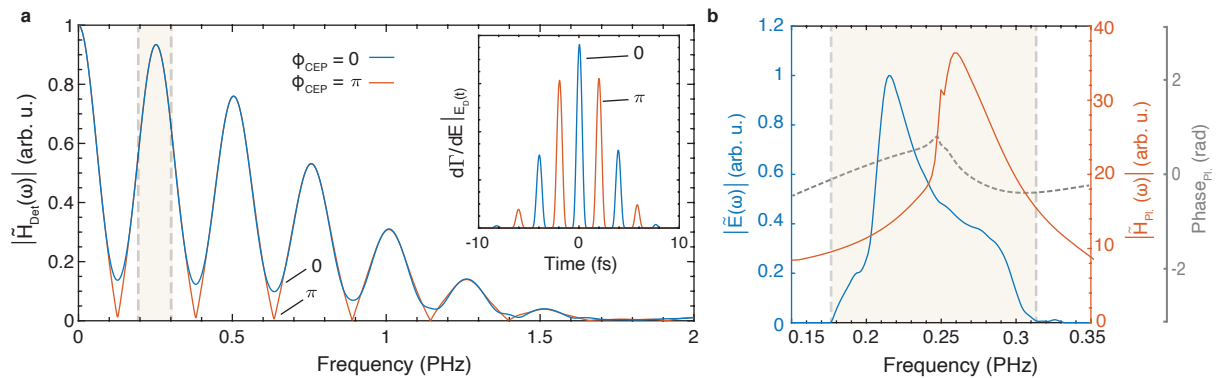 a
|H̃Det(ω)| (arb. u.)
1
0.8
0.6
0.4
0.2
0
0
0.5
1
1.5
2
Frequency (PHz)
ΦCEP = 0
ΦCEP = π
0
π
dΓ/dE|ED(t)
0
π
-10
0
10
Time (fs)
b
|Ẽ(ω)| (arb. u.)
1.2
1
0.8
0.6
0.4
0.2
0
0.15
0.2
0.25
0.3
0.35
Frequency (PHz)
40
35
30
25
20
15
10
5
0
|H̃Pl. (ω)| (arb. u.)
2
0
-2
PhasePl. (rad)